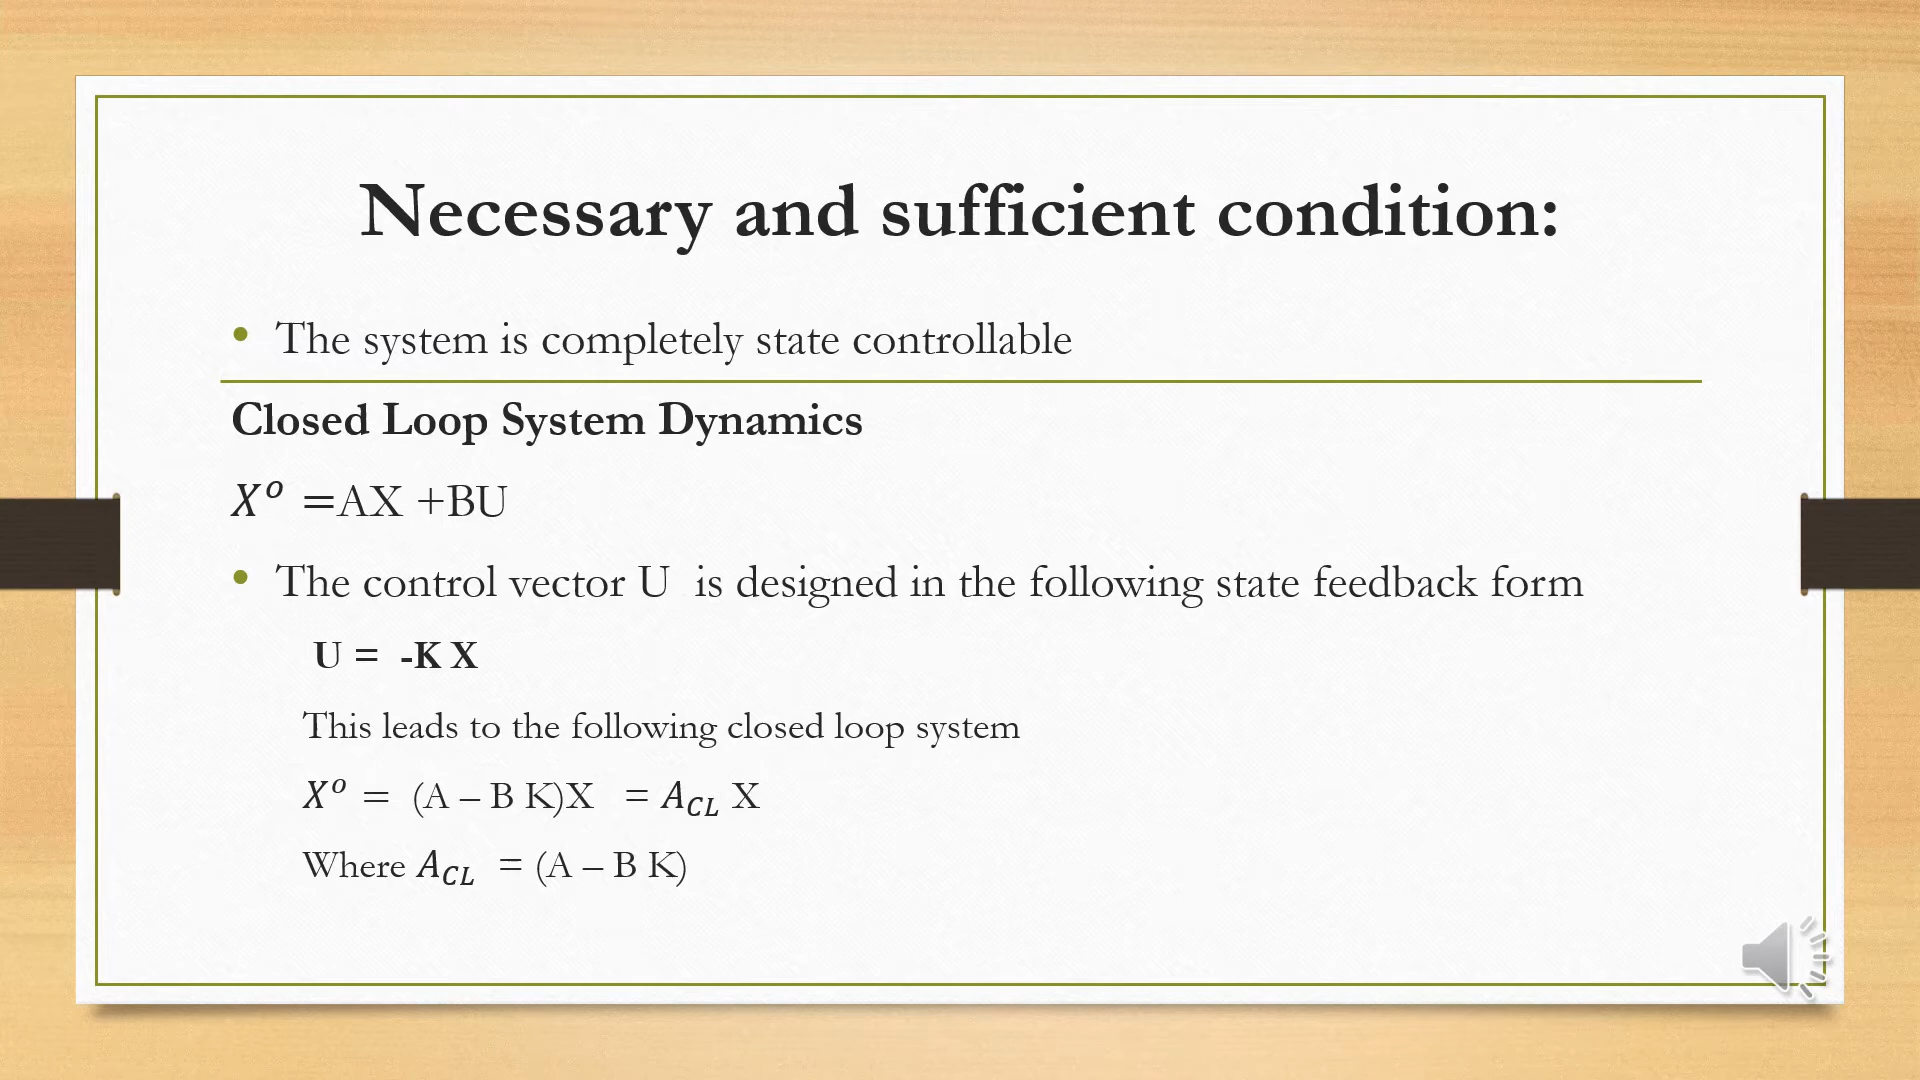 Necessary and sufficient condition:
• The system is completely state controllable
Closed Loop System Dynamics
X^o =AX +BU
• The control vector U is designed in the following state feedback form
U = -K X
This leads to the following closed loop system
X^o = (A – B K)X = A_CL X
Where A_CL = (A – B K)